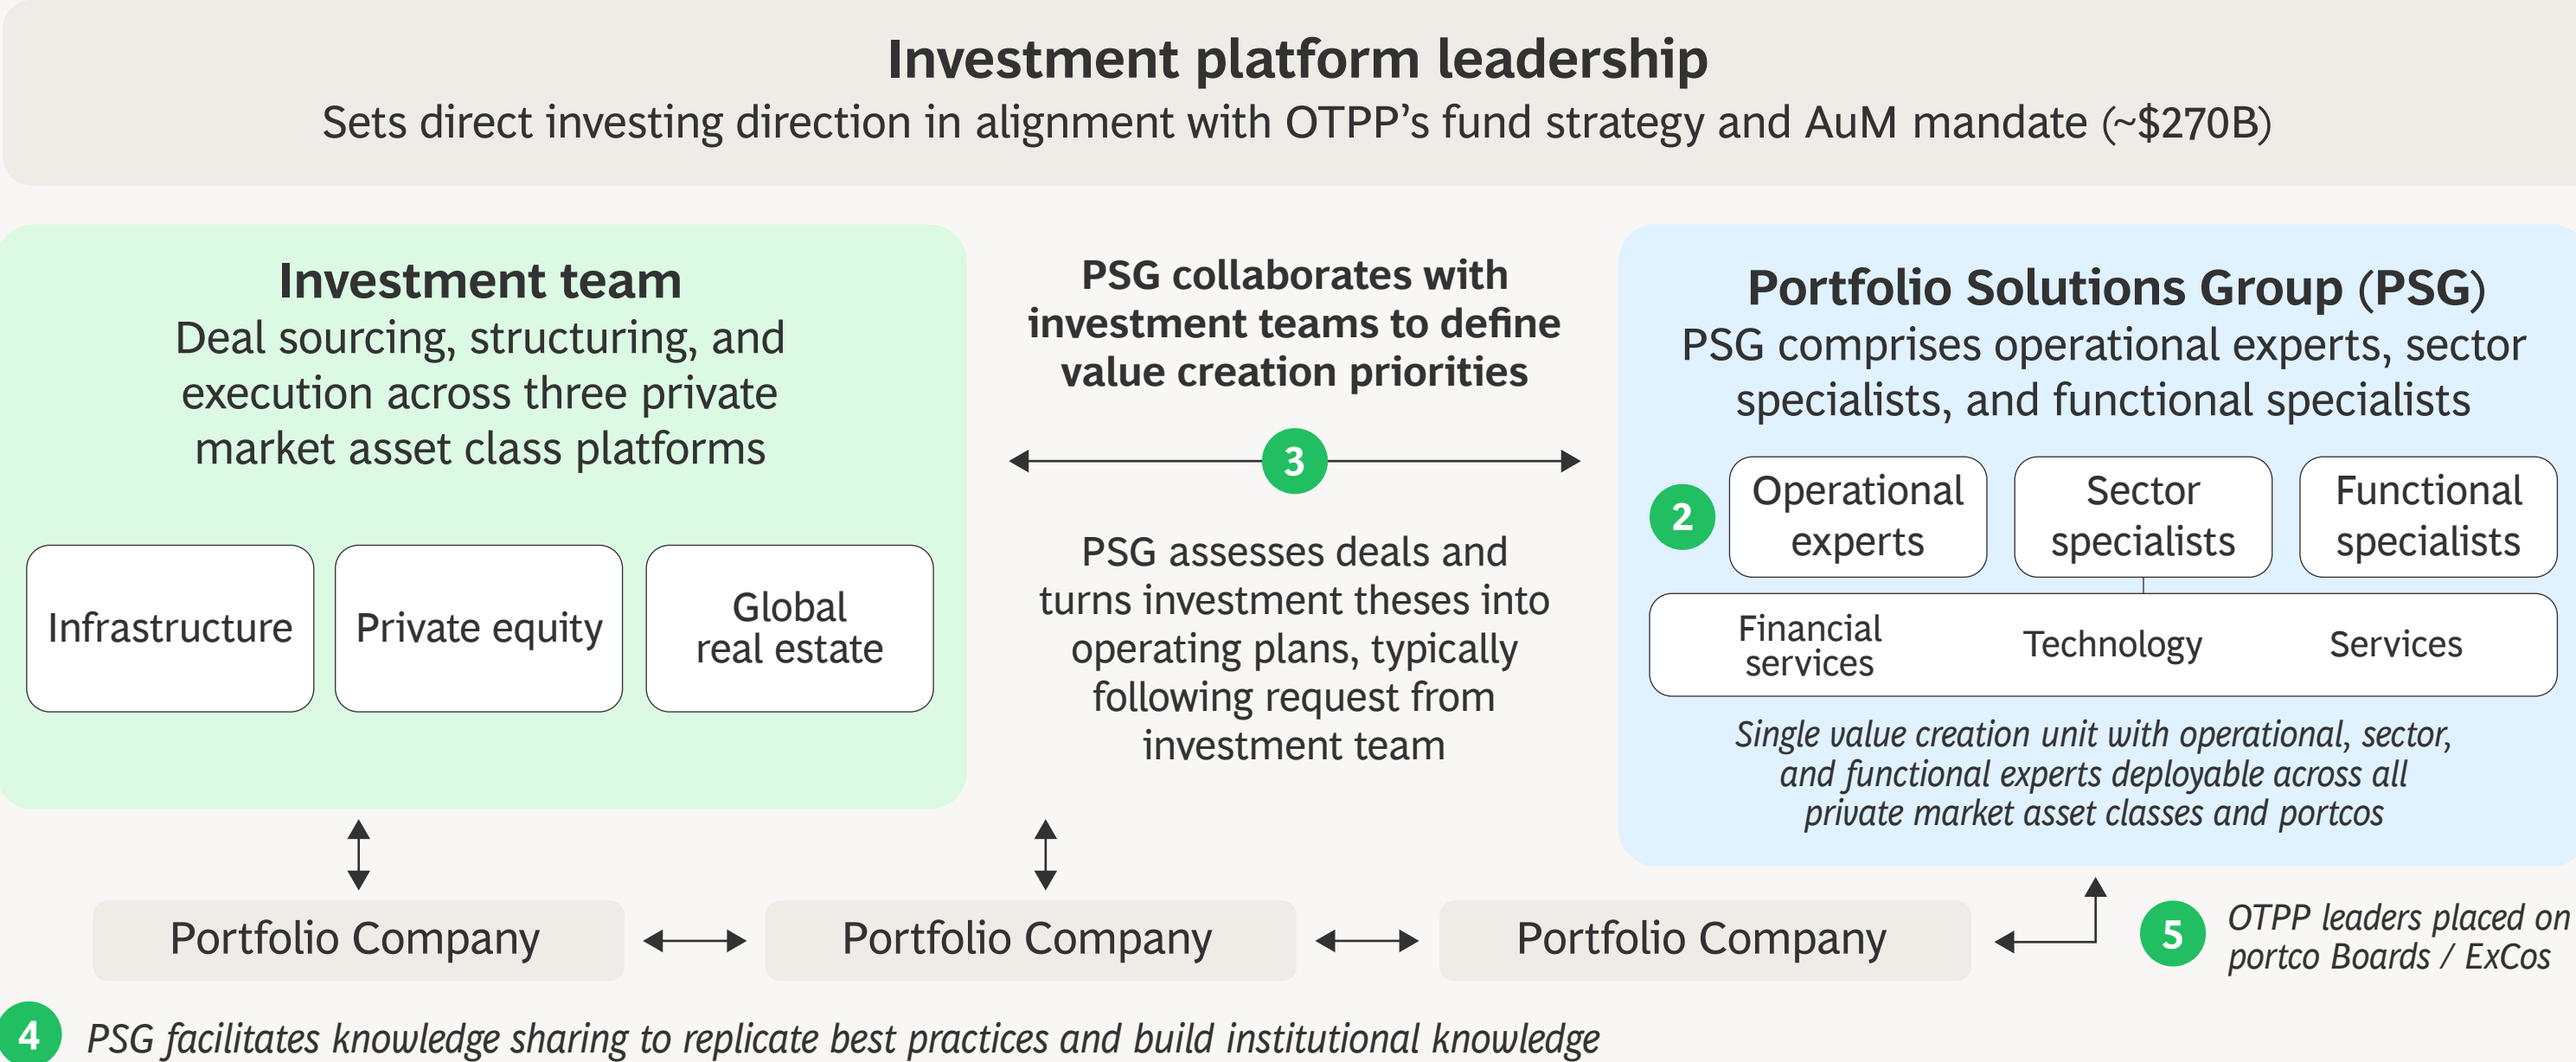 Investment platform leadership
Sets direct investing direction in alignment with OTPP's fund strategy and AuM mandate (~$270B)
Investment team
Deal sourcing, structuring, and
execution across three private
market asset class platforms
Infrastructure
Private equity
Global
real estate
PSG collaborates with
investment teams to define
value creation priorities
3
PSG assesses deals and
turns investment theses into
operating plans, typically
following request from
investment team
Portfolio Solutions Group (PSG)
PSG comprises operational experts, sector
specialists, and functional specialists
2
Operational
experts
Sector
specialists
Functional
specialists
Financial
services
Technology
Services
Single value creation unit with operational, sector,
and functional experts deployable across all
private market asset classes and portcos
Portfolio Company
Portfolio Company
Portfolio Company
5
OTPP leaders placed on
portco Boards / ExCos
4
PSG facilitates knowledge sharing to replicate best practices and build institutional knowledge